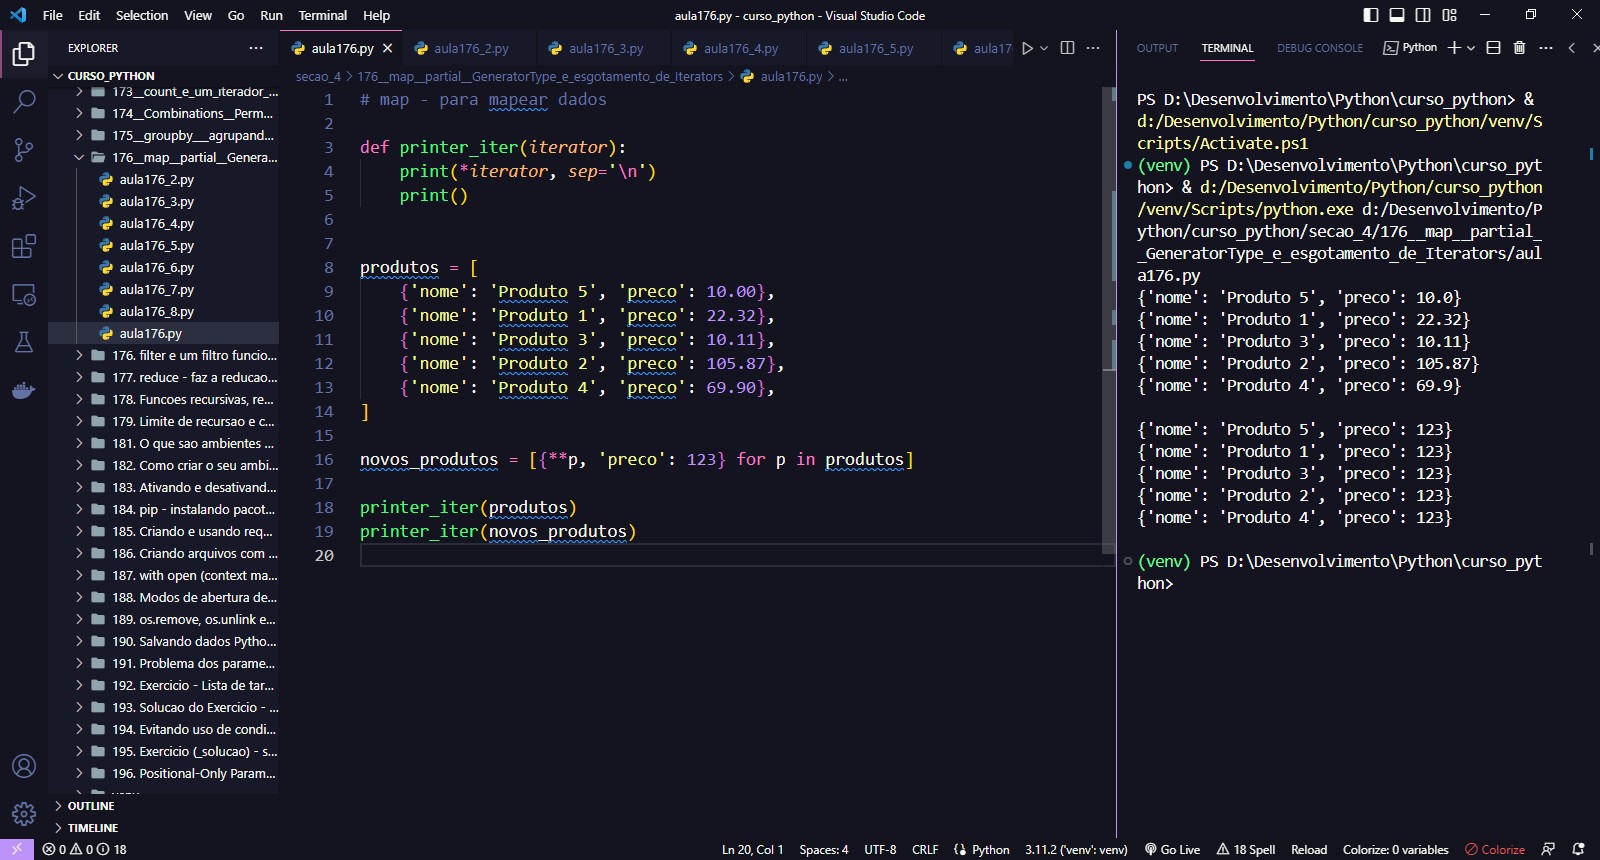 File Edit Selection View Go Run Terminal Help
aula176.py - curso_python - Visual Studio Code
EXPLORER
CURSO_PYTHON
173__count_e_um_iterador_...
174__Combinations__Perm...
175__groupby___agrupand...
176__map__partial__Genera...
aula176_2.py
aula176_3.py
aula176_4.py
aula176_5.py
aula176_6.py
aula176_7.py
aula176_8.py
aula176.py
176. filter e um filtro funcio...
177. reduce - faz a reducao...
178. Funcoes recursivas, re...
179. Limite de recursao e c...
181. O que sao ambientes ...
182. Como criar o seu ambi...
183. Ativando e desativand...
184. pip - instalando pacot...
185. Criando e usando req...
186. Criando arquivos com ...
187. with open (context ma...
188. Modos de abertura de...
189. os.remove, os.unlink e...
190. Salvando dados Pytho...
191. Problema dos parame...
192. Exercicio - Lista de tar...
193. Solucao do Exercicio - ...
194. Evitando uso de condi...
195. Exercicio (_solucao) - s...
196. Positional-Only Param...
OUTLINE
TIMELINE
aula176.py aula176_2.py aula176_3.py aula176_4.py aula176_5.py aula17
secao_4 > 176__map__partial__GeneratorType_e_esgotamento_de_Iterators > aula176.py > ...
1 # map - para mapear dados
2
3 def printer_iter(iterator):
4 print(*iterator, sep='\n')
5 print()
6
7
8 produtos = [
9 {'nome': 'Produto 5', 'preco': 10.00},
10 {'nome': 'Produto 1', 'preco': 22.32},
11 {'nome': 'Produto 3', 'preco': 10.11},
12 {'nome': 'Produto 2', 'preco': 105.87},
13 {'nome': 'Produto 4', 'preco': 69.90},
14 ]
15
16 novos_produtos = [{**p, 'preco': 123} for p in produtos]
17
18 printer_iter(produtos)
19 printer_iter(novos_produtos)
20
OUTPUT TERMINAL DEBUG CONSOLE Python
PS D:\Desenvolvimento\Python\curso_python> &
d:/Desenvolvimento/Python/curso_python/venv/S
cripts/Activate.ps1
(venv) PS D:\Desenvolvimento\Python\curso_pyt
hon> & d:/Desenvolvimento/Python/curso_python
/venv/Scripts/python.exe d:/Desenvolvimento/P
ython/curso_python/secao_4/176__map__partial_
_GeneratorType_e_esgotamento_de_Iterators/aul
a176.py
{'nome': 'Produto 5', 'preco': 10.0}
{'nome': 'Produto 1', 'preco': 22.32}
{'nome': 'Produto 3', 'preco': 10.11}
{'nome': 'Produto 2', 'preco': 105.87}
{'nome': 'Produto 4', 'preco': 69.9}

{'nome': 'Produto 5', 'preco': 123}
{'nome': 'Produto 1', 'preco': 123}
{'nome': 'Produto 3', 'preco': 123}
{'nome': 'Produto 2', 'preco': 123}
{'nome': 'Produto 4', 'preco': 123}

(venv) PS D:\Desenvolvimento\Python\curso_pyt
hon>
0 0 18 Ln 20, Col 1 Spaces: 4 UTF-8 CRLF Python 3.11.2 ('venv': venv) Go Live 18 Spell Reload Colorize: 0 variables Colorize